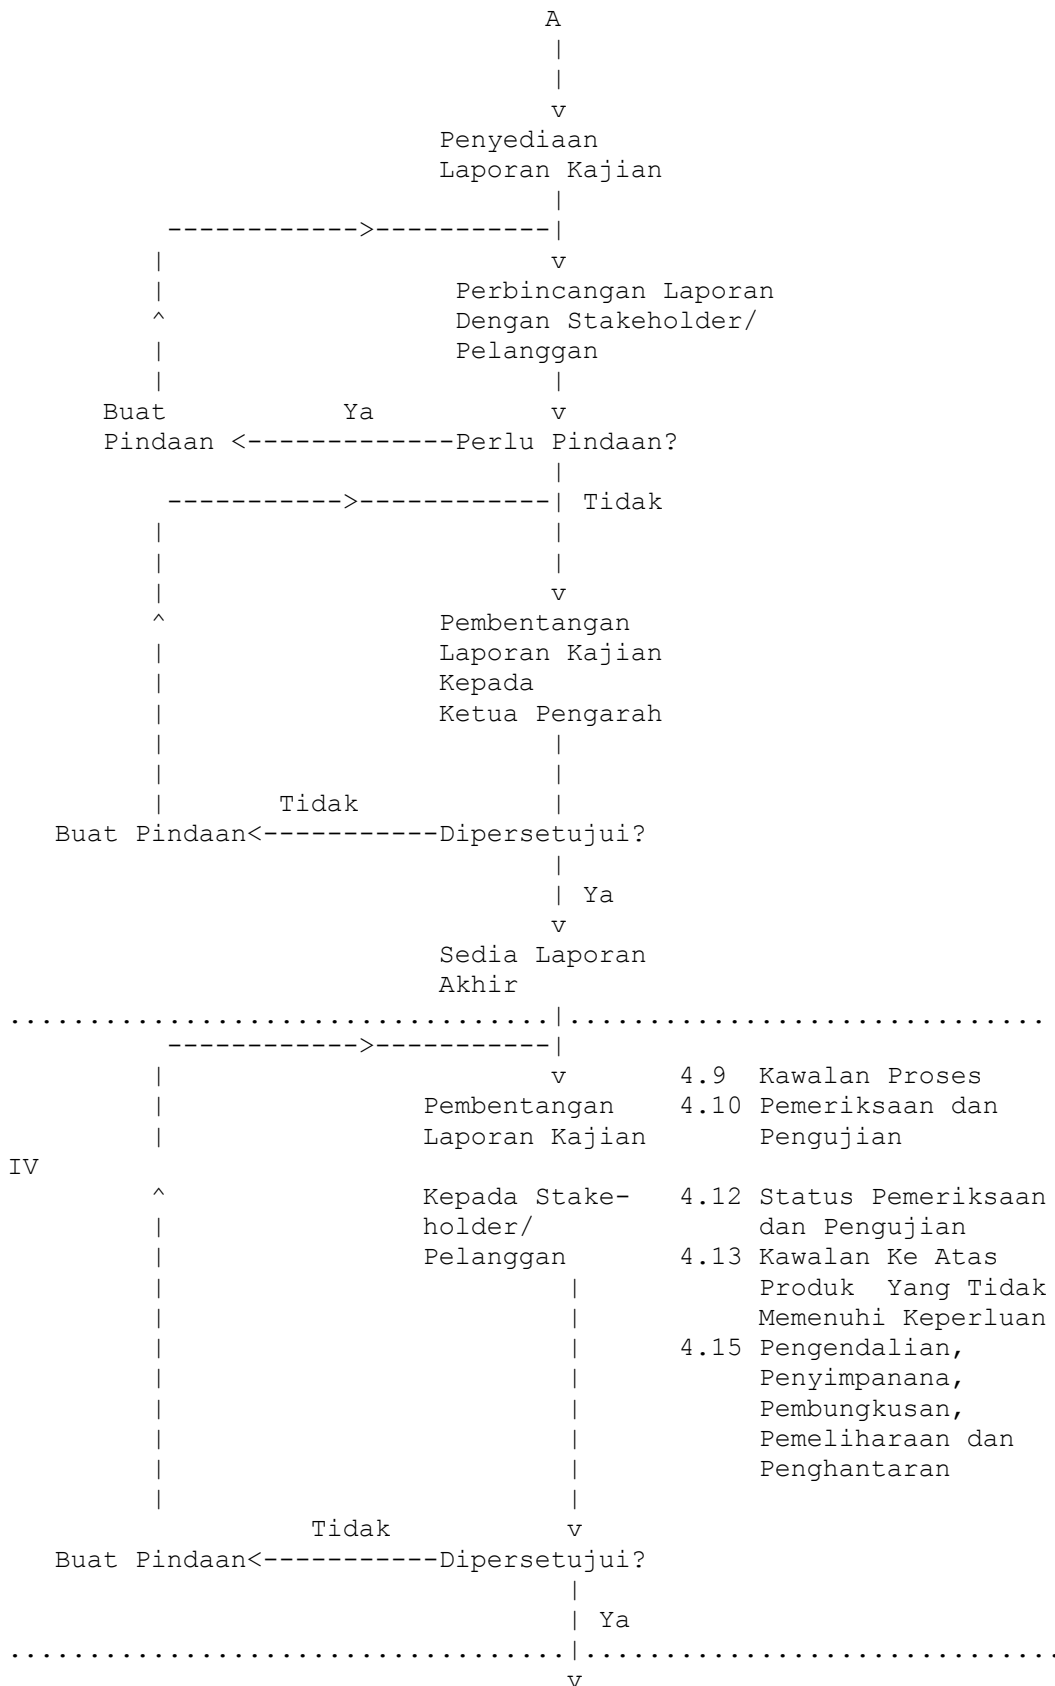 A
|
|
v
Penyediaan
Laporan Kajian
|
------------>-----------|
| v
| Perbincangan Laporan
^ Dengan Stakeholder/
| Pelanggan
| |
Buat Ya v
Pindaan <-------------Perlu Pindaan?
|
----------->------------| Tidak
| |
| |
| v
^ Pembentangan
| Laporan Kajian
| Kepada
| Ketua Pengarah
| |
| |
| Tidak |
Buat Pindaan<-----------Dipersetujui?
|
| Ya
v
Sedia Laporan
Akhir
..................................|..............................
------------>-----------|
| v 4.9 Kawalan Proses
| Pembentangan 4.10 Pemeriksaan dan
| Laporan Kajian Pengujian
IV
^ Kepada Stake- 4.12 Status Pemeriksaan
| holder/ dan Pengujian
| Pelanggan 4.13 Kawalan Ke Atas
| | Produk Yang Tidak
| | Memenuhi Keperluan
| | 4.15 Pengendalian,
| | Penyimpanana,
| | Pembungkusan,
| | Pemeliharaan dan
| | Penghantaran
| |
Tidak v
Buat Pindaan<-----------Dipersetujui?
|
| Ya
...................................|..............................
v